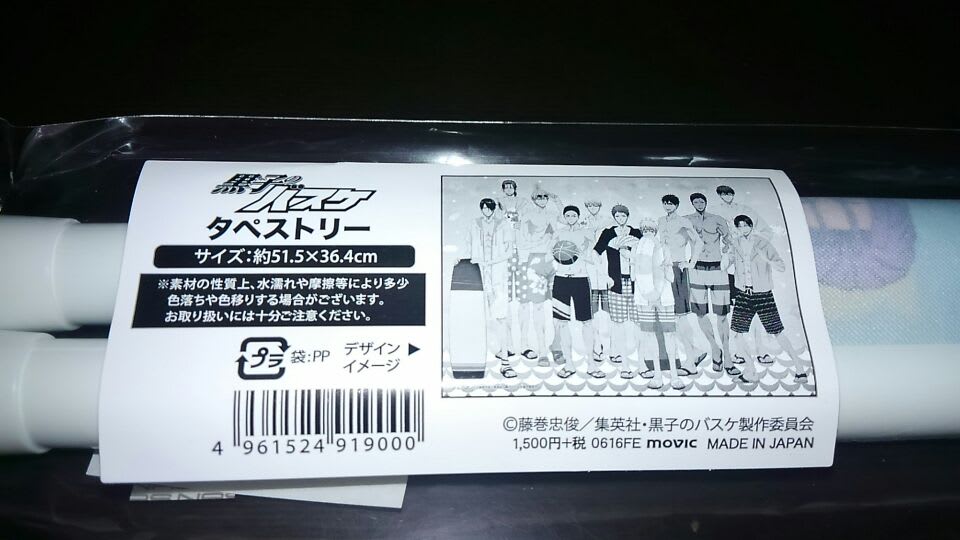 黒子のバスケ
タペストリー
サイズ:約51.5×36.4cm
※素材の性質上、水濡れや摩擦等により多少
色落ちや色移りする場合がございます。
お取り扱いには十分ご注意ください。
プラ 袋:PP デザイン ▶
イメージ
4 961524 919000
©藤巻忠俊／集英社・黒子のバスケ製作委員会
1,500円+税 0616FE movic MADE IN JAPAN